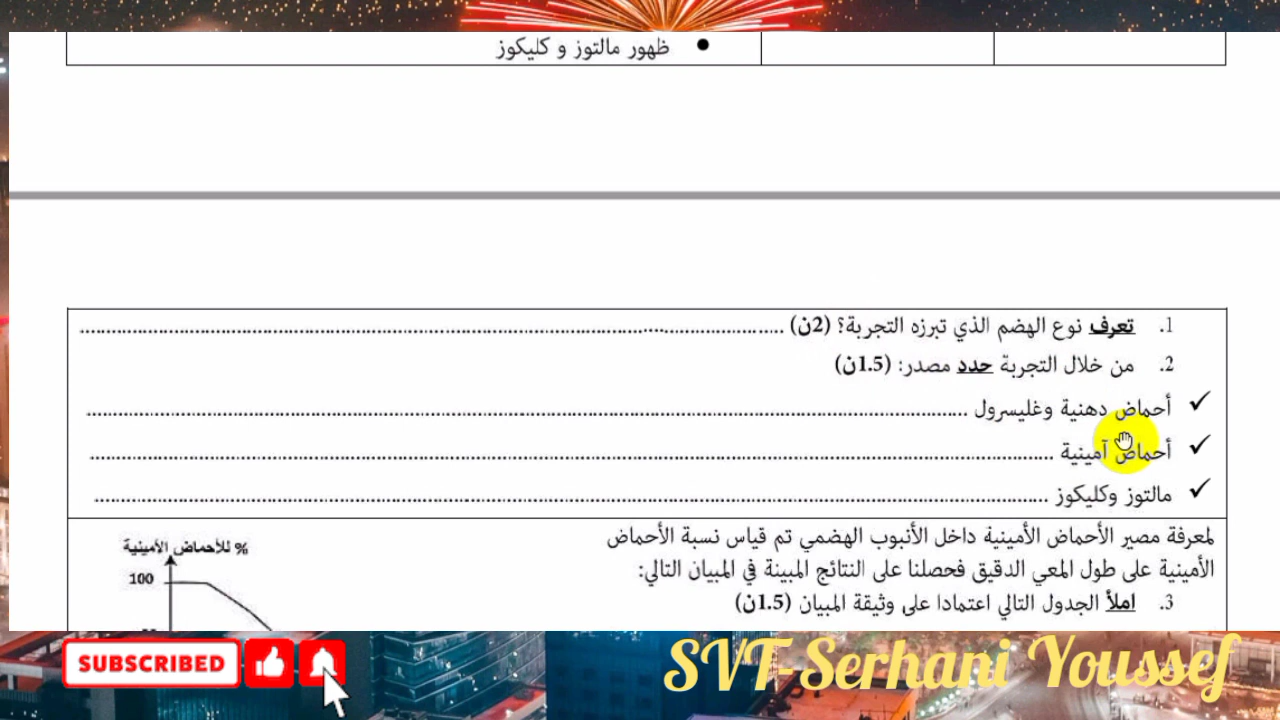 • ظهور مالتوز و كليكوز
1. تعرف نوع الهضم الذي تبرزه التجربة؟ (2ن) ........................
2. من خلال التجربة حدد مصدر: (1.5ن)
✓ أحماض دهنية وغليسرول ........................
✓ أحماض آمينية ........................
✓ مالتوز وكليكوز ........................
لمعرفة مصير الأحماض الأمينية داخل الأنبوب الهضمي تم قياس نسبة الأحماض
الأمينية على طول المعي الدقيق فحصلنا على النتائج المبينة في المبيان التالي:
3. املأ الجدول التالي اعتمادا على وثيقة المبيان (1.5ن)
% للأحماض الأمينية
100
SUBSCRIBED
SVT-Serhani Youssef